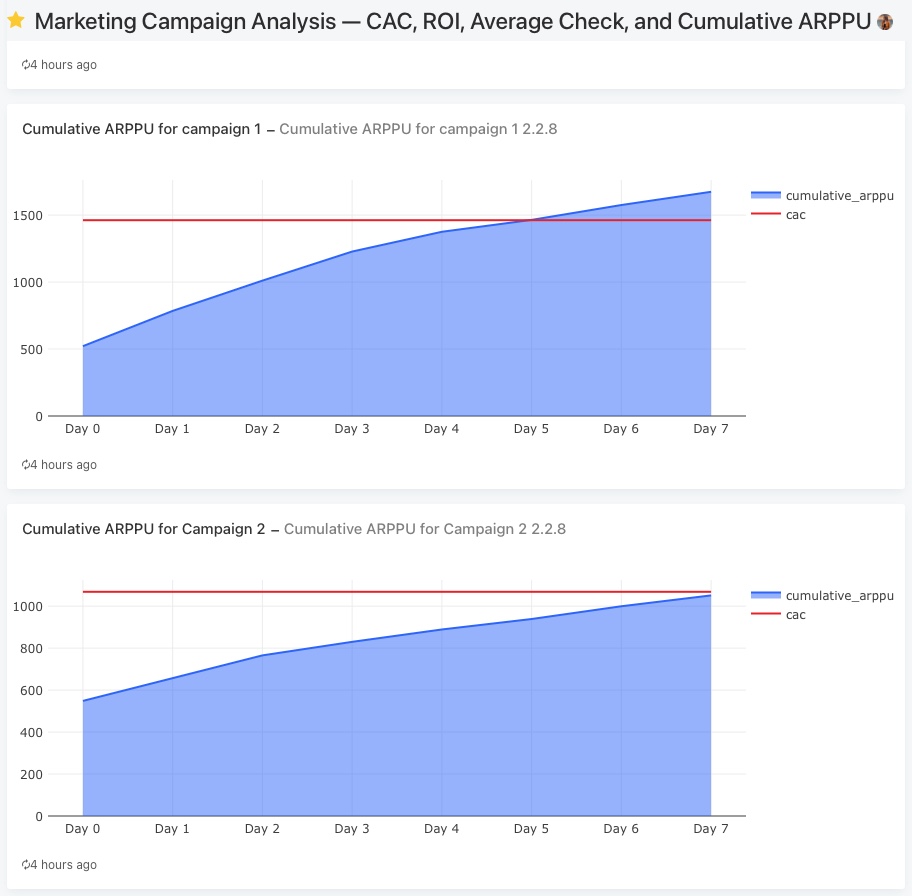 Marketing Campaign Analysis — CAC, ROI, Average Check, and Cumulative ARPPU
4 hours ago
Cumulative ARPPU for campaign 1 – Cumulative ARPPU for campaign 1 2.2.8
1500
1000
500
0
Day 0 Day 1 Day 2 Day 3 Day 4 Day 5 Day 6 Day 7
cumulative_arppu
cac
4 hours ago
Cumulative ARPPU for Campaign 2 – Cumulative ARPPU for Campaign 2 2.2.8
1000
800
600
400
200
0
Day 0 Day 1 Day 2 Day 3 Day 4 Day 5 Day 6 Day 7
cumulative_arppu
cac
4 hours ago